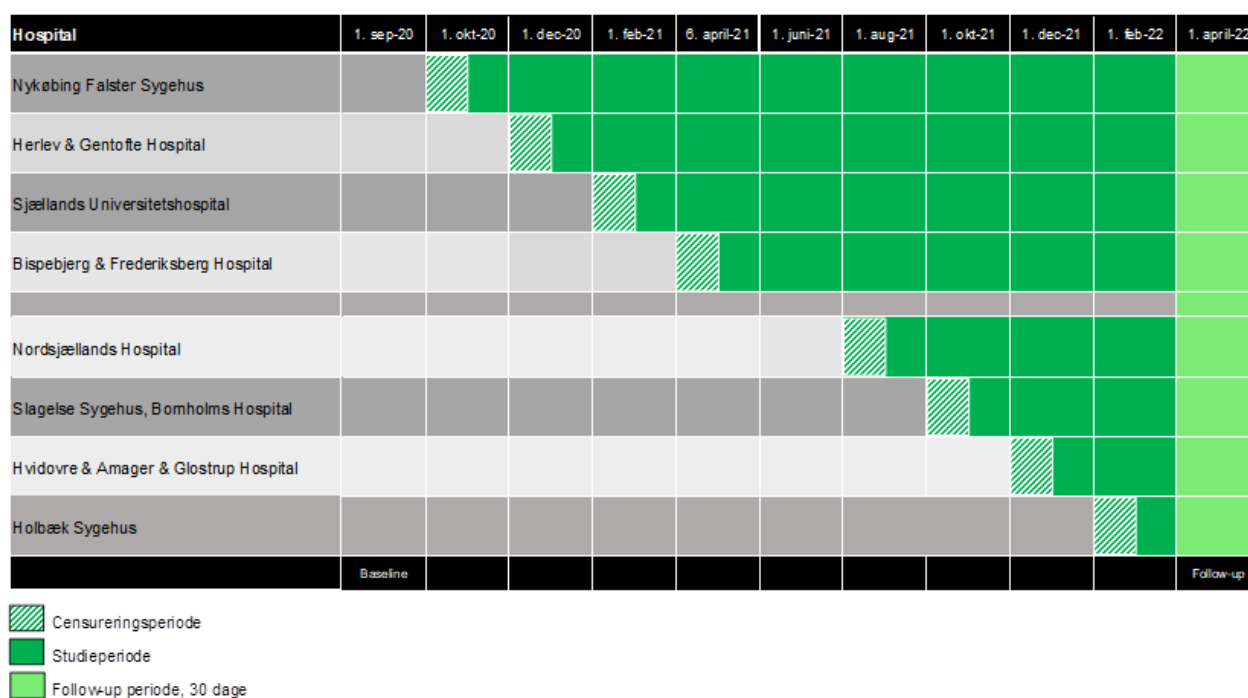 Hospital 1. sep-20 1. okt-20 1. dec-20 1. feb-21 6. april-21 1. juni-21 1. aug-21 1. okt-21 1. dec-21 1. feb-22 1. april-22
Nykøbing Falster Sygehus
Herlev & Gentofte Hospital
Sjællands Universitetshospital
Bispebjerg & Frederiksberg Hospital
Nordsjællands Hospital
Slagelse Sygehus, Bornholms Hospital
Hvidovre & Amager & Glostrup Hospital
Holbæk Sygehus
Baseline Follow-up
Censureringsperiode
Studieperiode
Follow-up periode, 30 dage